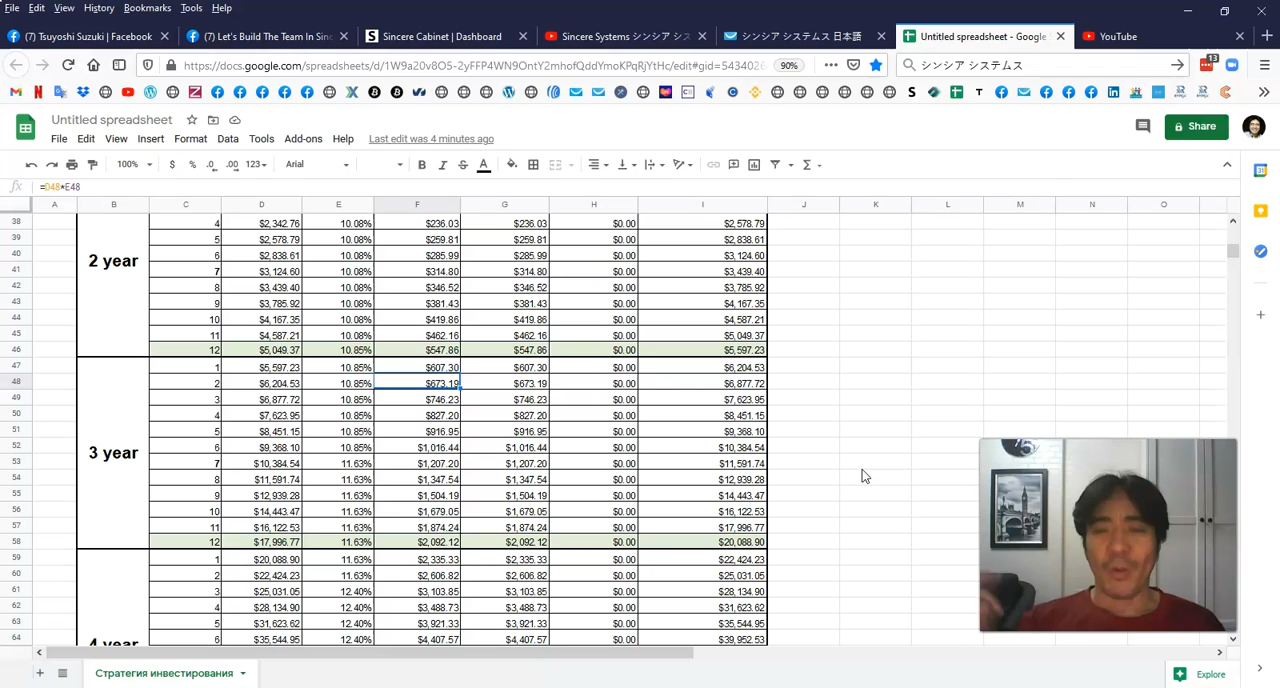 File Edit View History Bookmarks Tools Help
(7) Tsuyoshi Suzuki | Facebook
(7) Let's Build The Team In Sinc
Sincere Cabinet | Dashboard
Sincere Systems シンシア シス
シンシア システムス 日本語
Untitled spreadsheet - Google
YouTube
90%
シンシア システムス
13
Untitled spreadsheet
File Edit View Insert Format Data Tools Add-ons Help Last edit was 4 minutes ago
Share
100% $ % .0 .00 123 Arial
=D48*E48
A B C D E F G H I J K L M N O
38 4 $2,342.76 10.08% $236.03 $236.03 $0.00 $2,578.79
39 5 $2,578.79 10.08% $259.81 $259.81 $0.00 $2,838.61
40 2 year 6 $2,838.61 10.08% $285.99 $285.99 $0.00 $3,124.60
41 7 $3,124.60 10.08% $314.80 $314.80 $0.00 $3,439.40
42 8 $3,439.40 10.08% $346.52 $346.52 $0.00 $3,785.92
43 9 $3,785.92 10.08% $381.43 $381.43 $0.00 $4,167.35
44 10 $4,167.35 10.08% $419.86 $419.86 $0.00 $4,587.21
45 11 $4,587.21 10.08% $462.16 $462.16 $0.00 $5,049.37
46 12 $5,049.37 10.85% $547.86 $547.86 $0.00 $5,597.23
47 1 $5,597.23 10.85% $607.30 $607.30 $0.00 $6,204.53
48 2 $6,204.53 10.85% $673.19 $673.19 $0.00 $6,877.72
49 3 $6,877.72 10.85% $746.23 $746.23 $0.00 $7,623.95
50 4 $7,623.95 10.85% $827.20 $827.20 $0.00 $8,451.15
51 5 $8,451.15 10.85% $916.95 $916.95 $0.00 $9,368.10
52 3 year 6 $9,368.10 10.85% $1,016.44 $1,016.44 $0.00 $10,384.54
53 7 $10,384.54 11.63% $1,207.20 $1,207.20 $0.00 $11,591.74
54 8 $11,591.74 11.63% $1,347.54 $1,347.54 $0.00 $12,939.28
55 9 $12,939.28 11.63% $1,504.19 $1,504.19 $0.00 $14,443.47
56 10 $14,443.47 11.63% $1,679.05 $1,679.05 $0.00 $16,122.53
57 11 $16,122.53 11.63% $1,874.24 $1,874.24 $0.00 $17,996.77
58 12 $17,996.77 11.63% $2,092.12 $2,092.12 $0.00 $20,088.90
59 1 $20,088.90 11.63% $2,335.33 $2,335.33 $0.00 $22,424.23
60 2 $22,424.23 11.63% $2,606.82 $2,606.82 $0.00 $25,031.05
61 3 $25,031.05 12.40% $3,103.85 $3,103.85 $0.00 $28,134.90
62 4 $28,134.90 12.40% $3,488.73 $3,488.73 $0.00 $31,623.62
63 5 $31,623.62 12.40% $3,921.33 $3,921.33 $0.00 $35,544.95
64 4 year 6 $35,544.95 12.40% $4,407.57 $4,407.57 $0.00 $39,952.53
Стратегия инвестирования
Explore